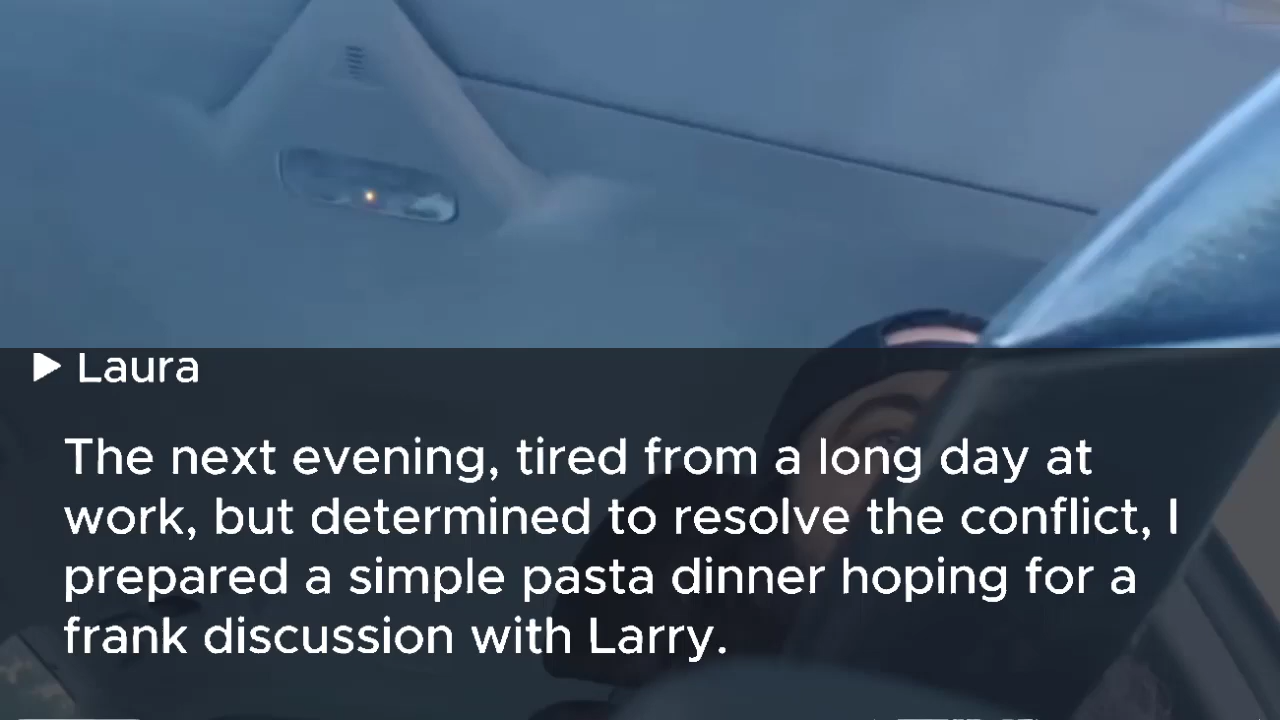 Laura
The next evening, tired from a long day at
work, but determined to resolve the conflict, I
prepared a simple pasta dinner hoping for a
frank discussion with Larry.